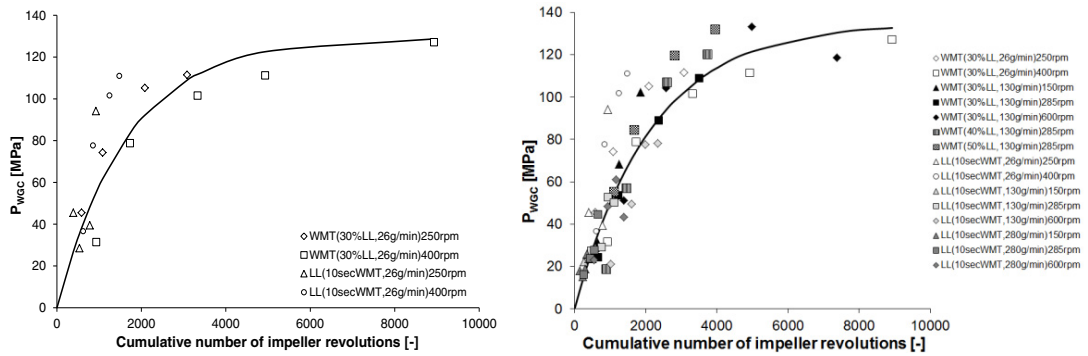 140
120
100
80
60
40
20
0
P_WGC [MPa]
0 2000 4000 6000 8000 10000
Cumulative number of impeller revolutions [-]
WMT(30%LL,26g/min)250rpm
WMT(30%LL,26g/min)400rpm
LL(10secWMT,26g/min)250rpm
LL(10secWMT,26g/min)400rpm
140
120
100
80
60
40
20
0
P_WGC [MPa]
0 2000 4000 6000 8000 10000
Cumulative number of impeller revolutions [-]
WMT(30%LL,26g/min)250rpm
WMT(30%LL,26g/min)400rpm
WMT(30%LL,130g/min)150rpm
WMT(30%LL,130g/min)285rpm
WMT(30%LL,130g/min)600rpm
WMT(40%LL,130g/min)285rpm
WMT(50%LL,130g/min)285rpm
LL(10secWMT,26g/min)250rpm
LL(10secWMT,26g/min)400rpm
LL(10secWMT,130g/min)150rpm
LL(10secWMT,130g/min)285rpm
LL(10secWMT,130g/min)600rpm
LL(10secWMT,280g/min)150rpm
LL(10secWMT,280g/min)285rpm
LL(10secWMT,280g/min)600rpm